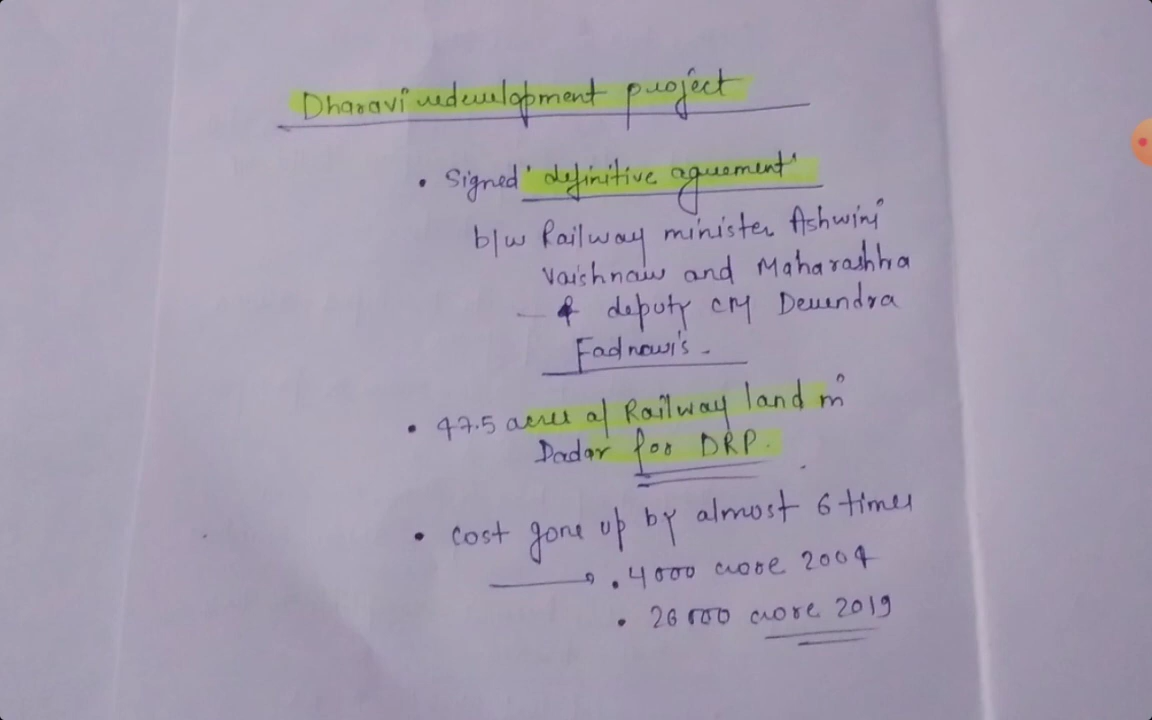 Dharavi redevelopment project
• Signed 'definitive agreement'
b/w Railway minister Ashwini
Vaishnaw and Maharashtra
& deputy CM Devendra
Fadnavis.
• 47.5 acres of Railway land in
Dadar for DRP.
• cost gone up by almost 6 times
• 4000 crore 2004
• 26000 crore 2019